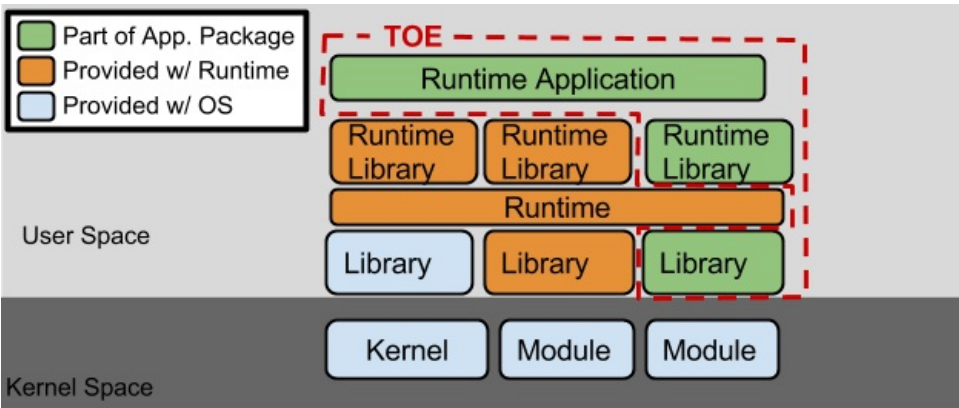 Part of App. Package
Provided w/ Runtime
Provided w/ OS
TOE
Runtime Application
Runtime
Library
Runtime
Library
Runtime
Library
Runtime
User Space
Library
Library
Library
Kernel
Module
Module
Kernel Space